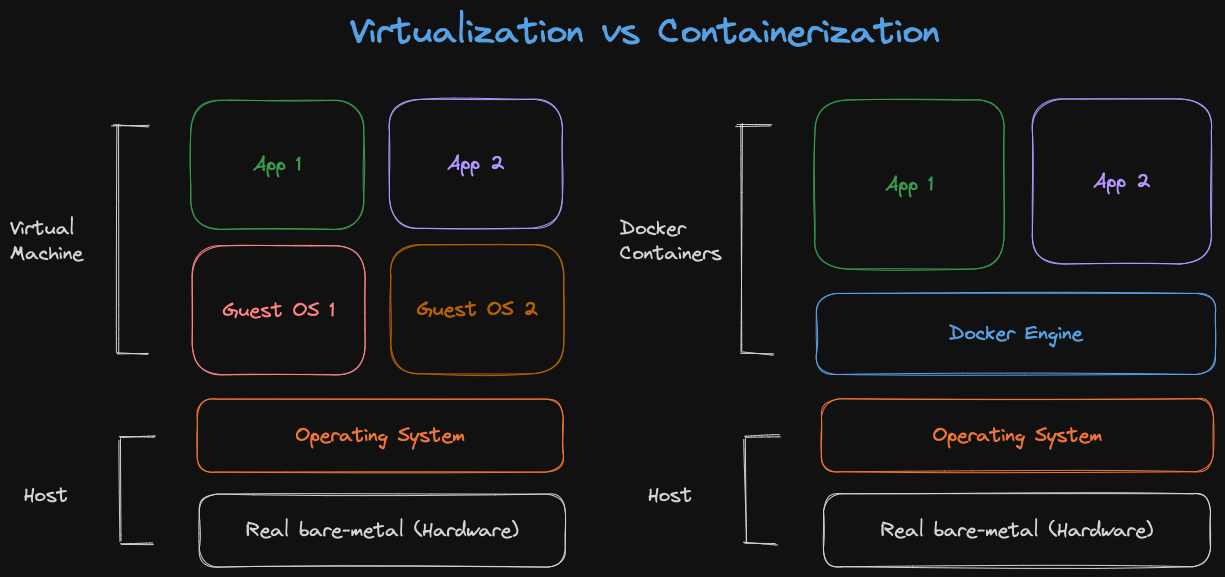 Virtualization vs Containerization
App 1
App 2
Virtual
Machine
Guest OS 1
Guest OS 2
Operating System
Host
Real bare-metal (Hardware)
App 1
App 2
Docker
Containers
Docker Engine
Operating System
Host
Real bare-metal (Hardware)